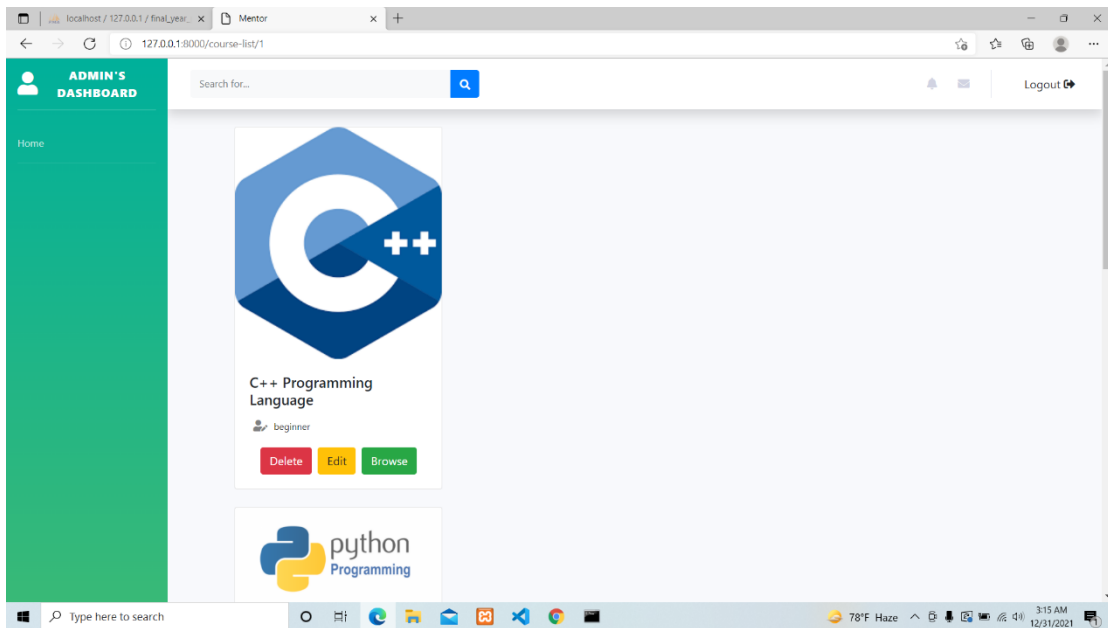 localhost / 127.0.0.1 / final_year_
Mentor
127.0.0.1:8000/course-list/1
ADMIN'S
DASHBOARD
Search for...
Logout
Home
C++
C++ Programming
Language
beginner
Delete
Edit
Browse
python
Programming
Type here to search
78°F Haze
3:15 AM
12/31/2021
1